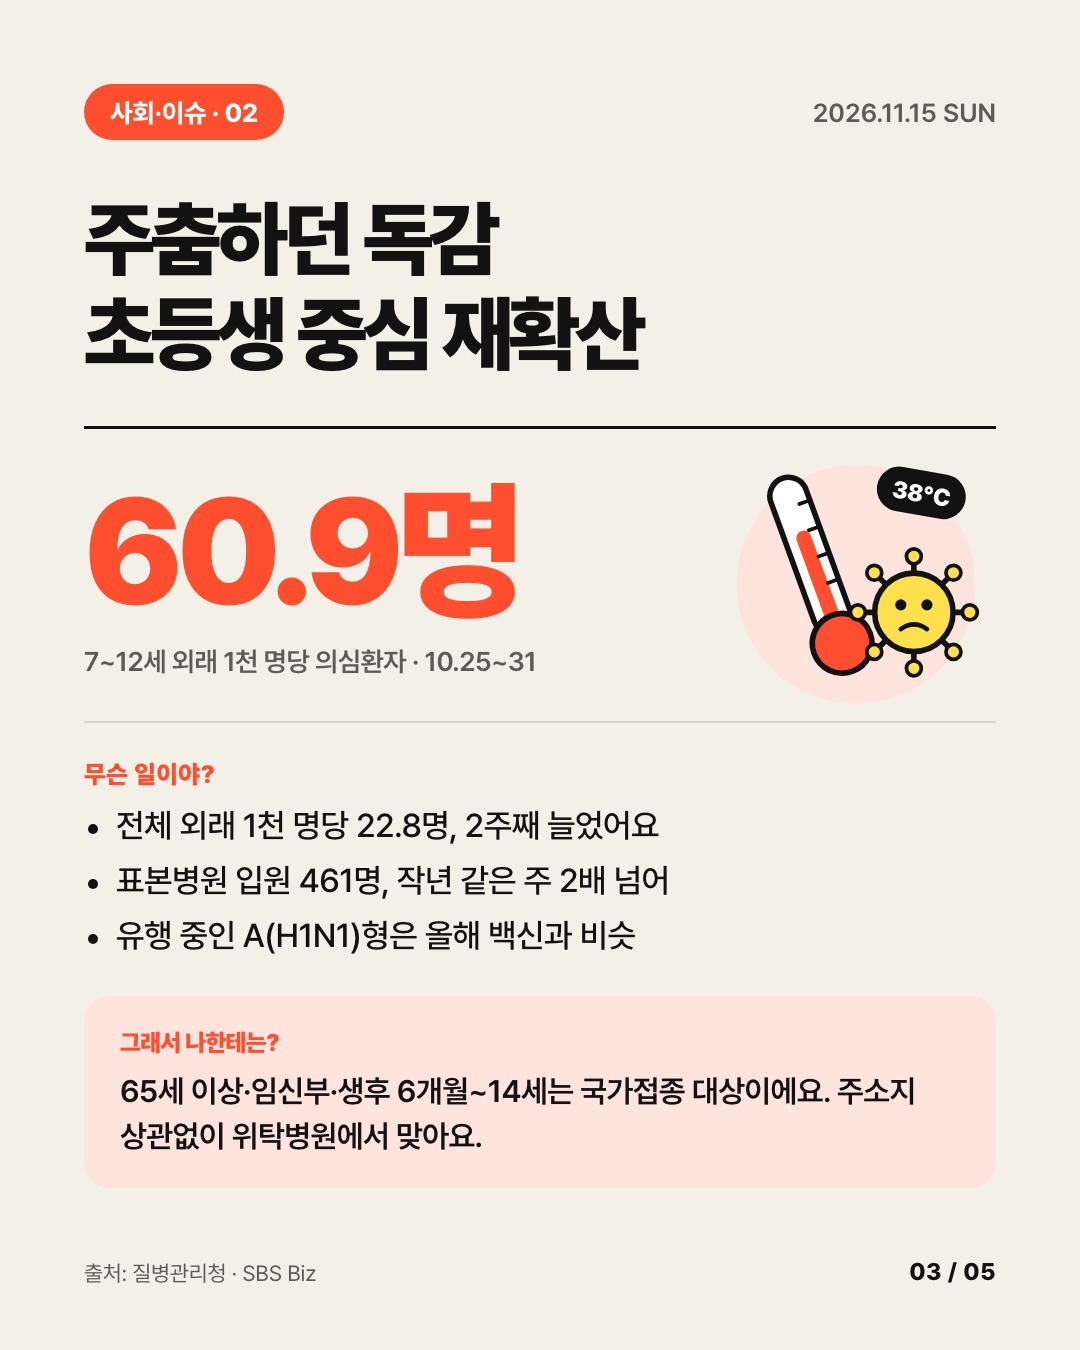 사회·이슈 · 02
2026.11.15 SUN
주춤하던 독감
초등생 중심 재확산
60.9명
38°C
7~12세 외래 1천 명당 의심환자 · 10.25~31
무슨 일이야?
• 전체 외래 1천 명당 22.8명, 2주째 늘었어요
• 표본병원 입원 461명, 작년 같은 주 2배 넘어
• 유행 중인 A(H1N1)형은 올해 백신과 비슷
그래서 나한테는?
65세 이상·임신부·생후 6개월~14세는 국가접종 대상이에요. 주소지
상관없이 위탁병원에서 맞아요.
출처: 질병관리청 · SBS Biz
03 / 05